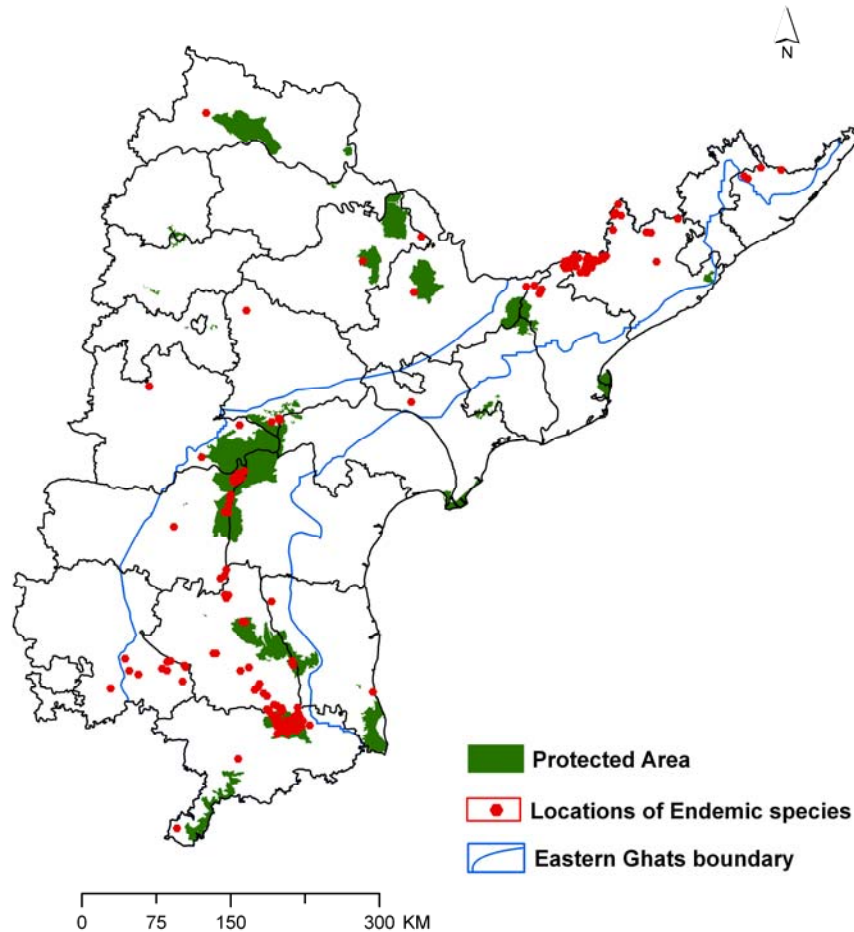 N
Protected Area
Locations of Endemic species
Eastern Ghats boundary
0 75 150 300 KM